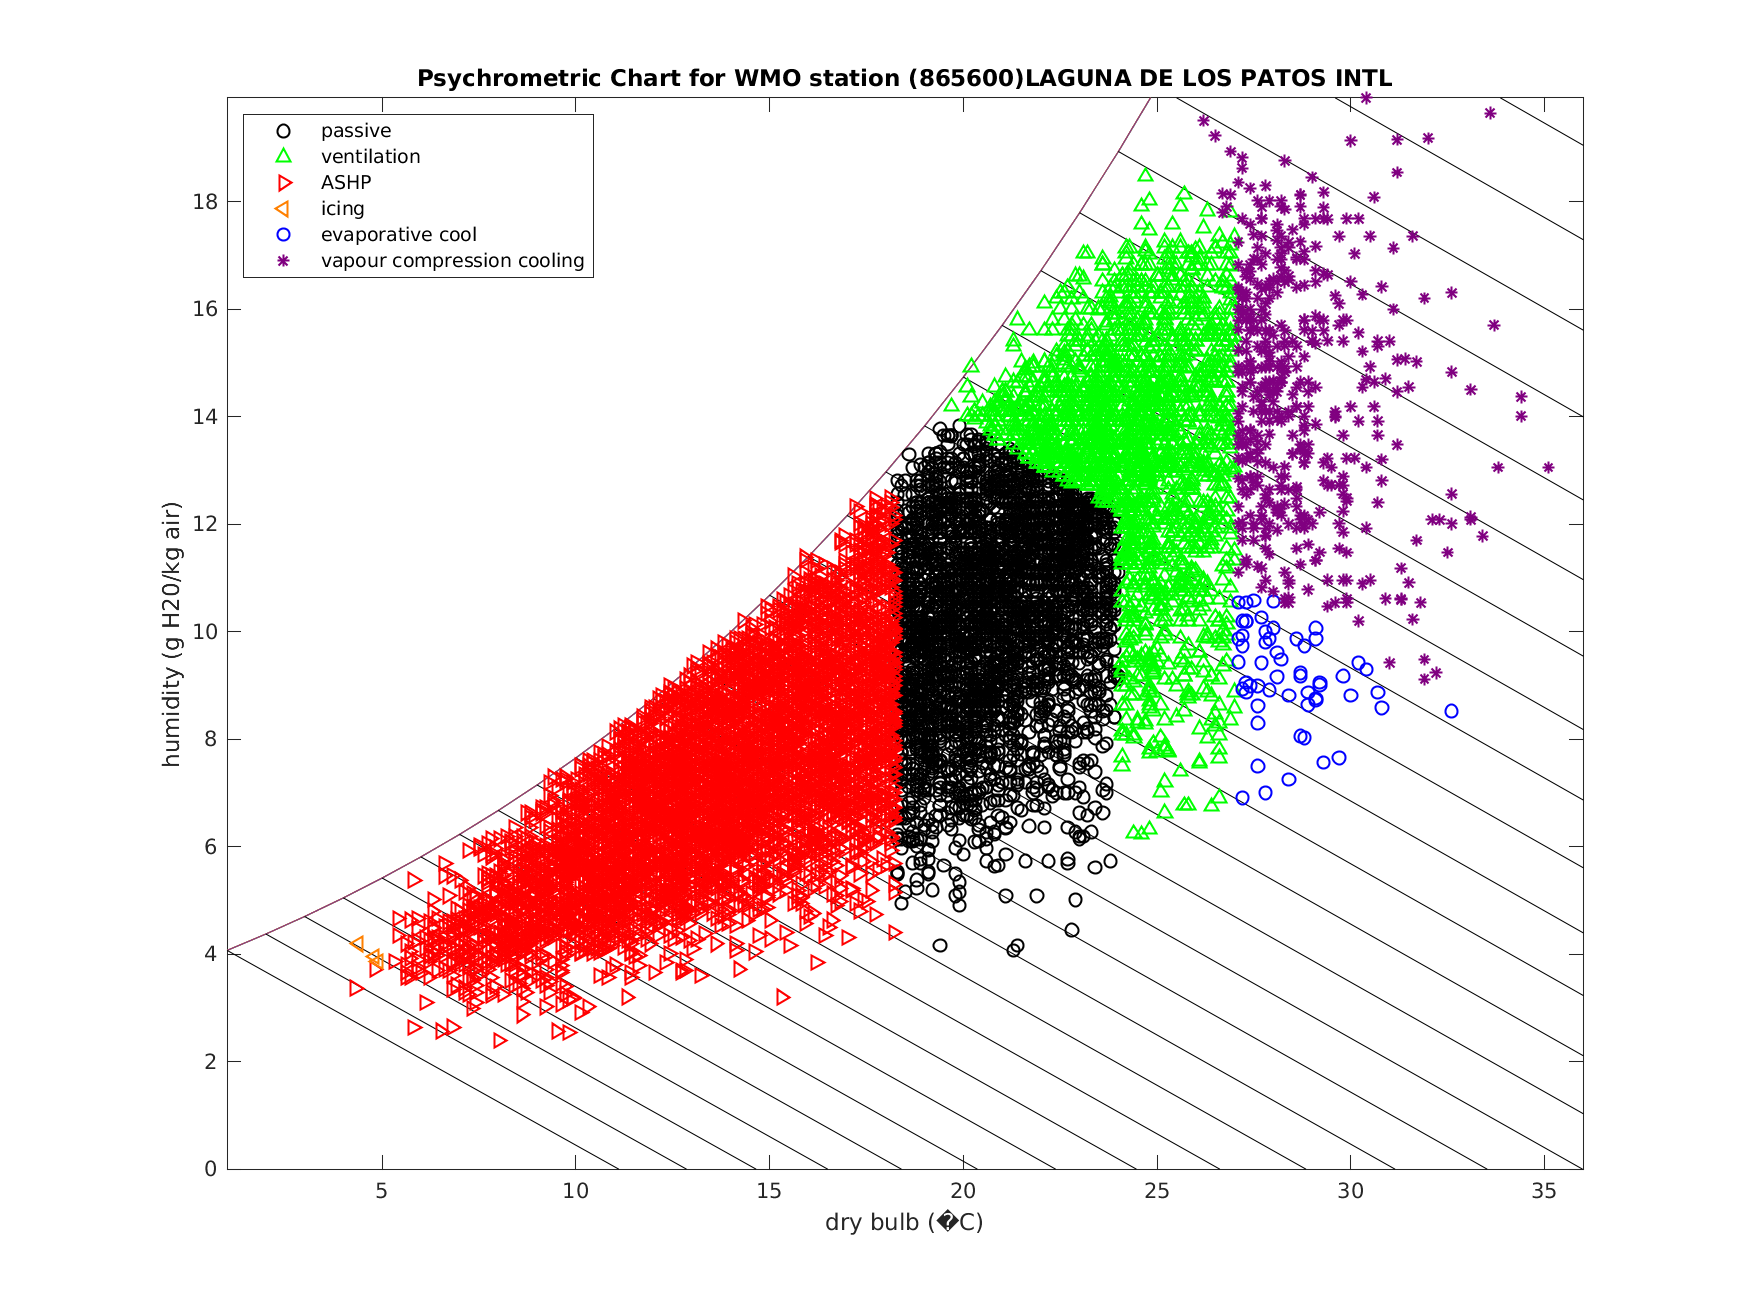 Psychrometric Chart for WMO station (865600)LAGUNA DE LOS PATOS INTL
passive
ventilation
ASHP
icing
evaporative cool
vapour compression cooling
humidity (g H20/kg air)
18
16
14
12
10
8
6
4
2
0
5
10
15
20
25
30
35
dry bulb (�C)